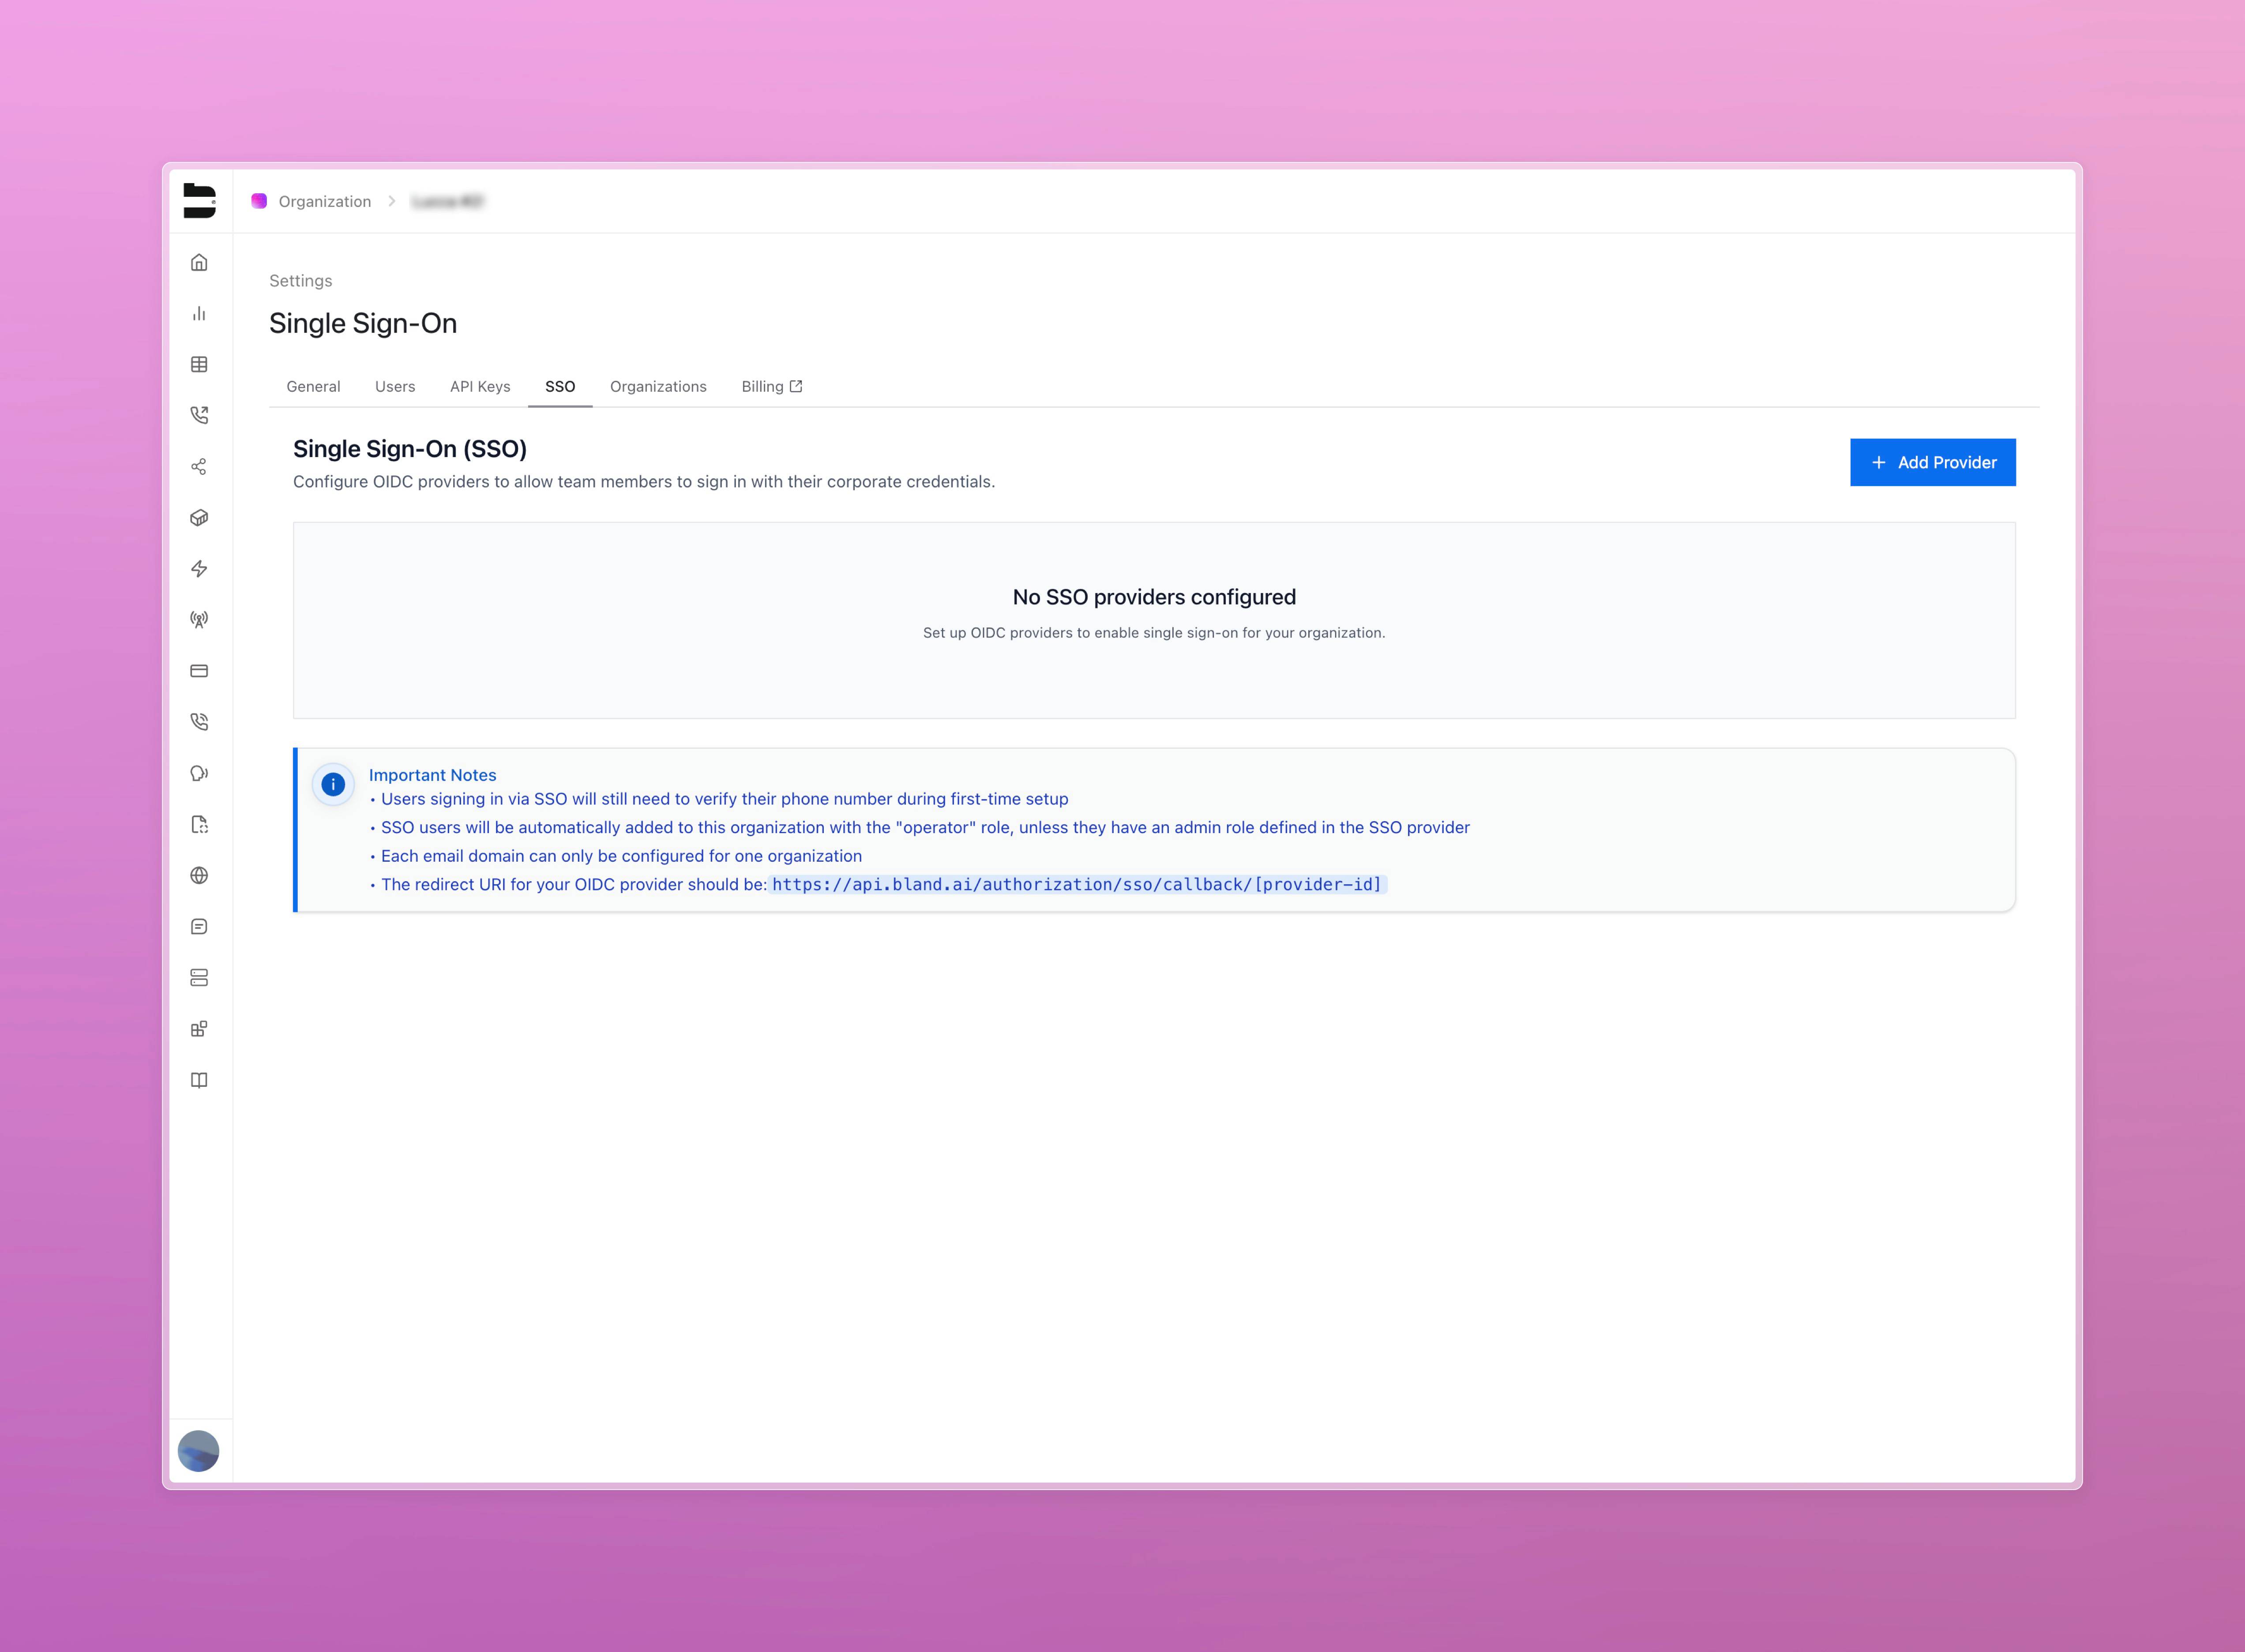 Organization
Settings
Single Sign-On
General Users API Keys SSO Organizations Billing
Single Sign-On (SSO)
Configure OIDC providers to allow team members to sign in with their corporate credentials.
+ Add Provider
No SSO providers configured
Set up OIDC providers to enable single sign-on for your organization.
Important Notes
• Users signing in via SSO will still need to verify their phone number during first-time setup
• SSO users will be automatically added to this organization with the "operator" role, unless they have an admin role defined in the SSO provider
• Each email domain can only be configured for one organization
• The redirect URI for your OIDC provider should be: https://api.bland.ai/authorization/sso/callback/[provider-id]